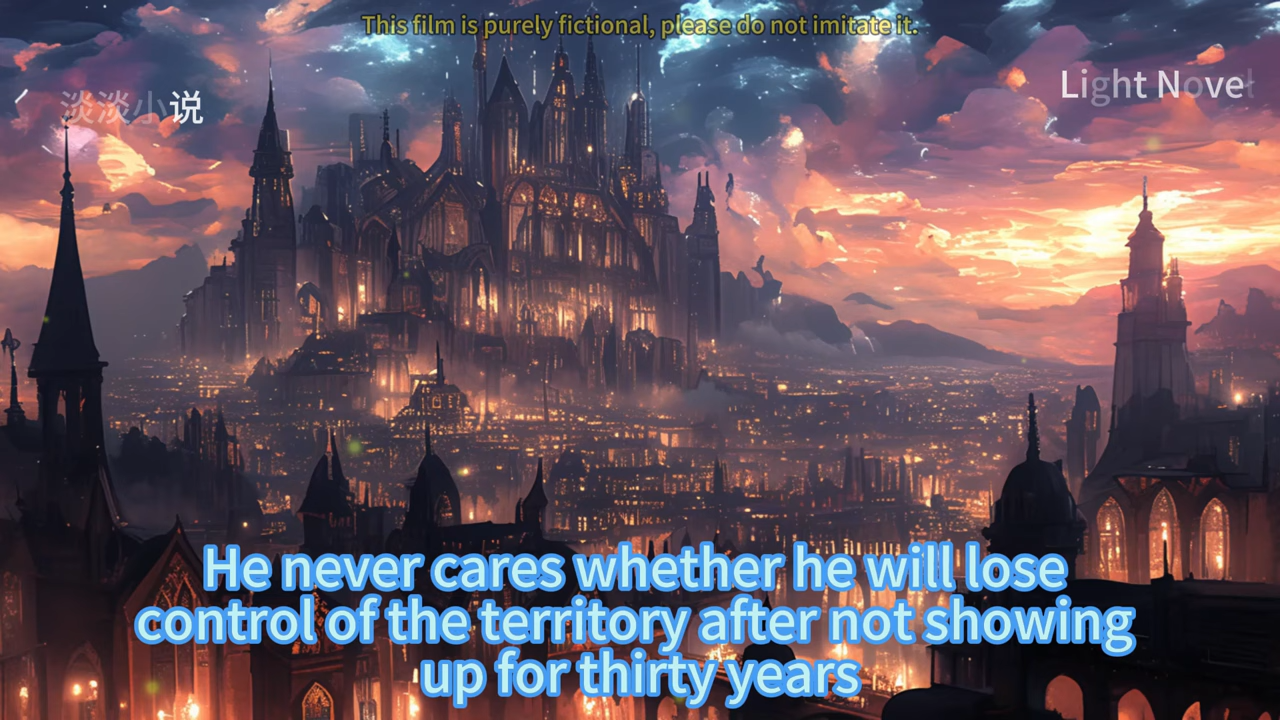 This film is purely fictional, please do not imitate it.
淡淡小说
Light Novel
He never cares whether he will lose
control of the territory after not showing
up for thirty years